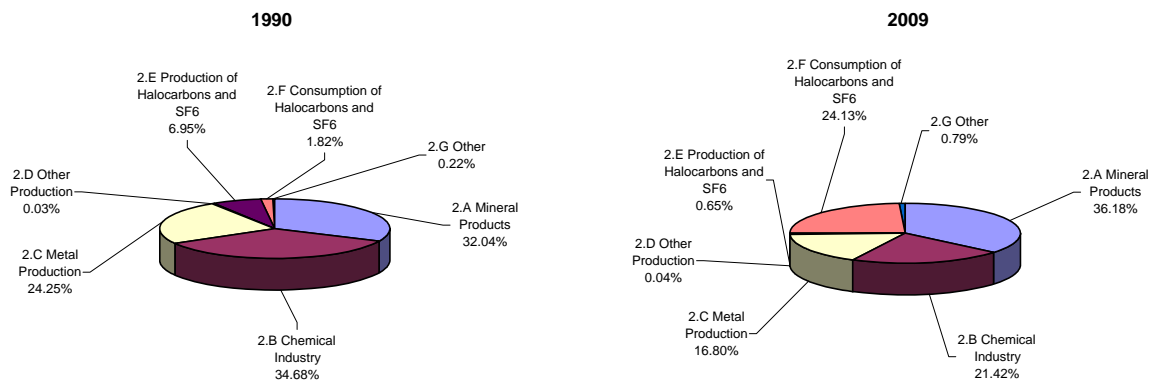 1990
2.E Production of
Halocarbons and
SF6
6.95%
2.F Consumption of
Halocarbons and
SF6
1.82%
2.G Other
0.22%
2.D Other
Production
0.03%
2.A Mineral
Products
32.04%
2.C Metal
Production
24.25%
2.B Chemical
Industry
34.68%
2009
2.F Consumption of
Halocarbons and
SF6
24.13%
2.G Other
0.79%
2.E Production of
Halocarbons and
SF6
0.65%
2.A Mineral
Products
36.18%
2.D Other
Production
0.04%
2.C Metal
Production
16.80%
2.B Chemical
Industry
21.42%